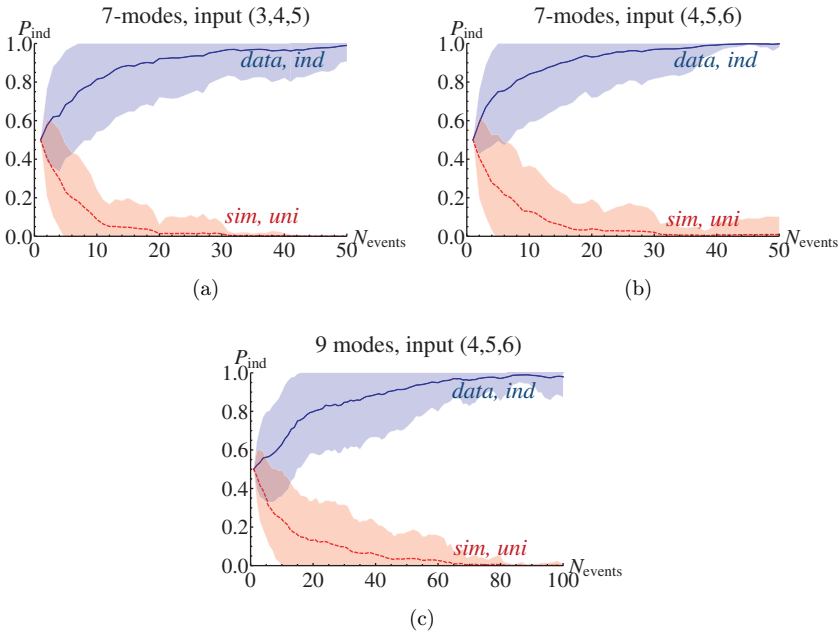 7-modes, input (3,4,5)
P_ind
1.0
0.8
0.6
0.4
0.2
0.0
data, ind
sim, uni
0 10 20 30 40 50
N_events
(a)
7-modes, input (4,5,6)
P_ind
1.0
0.8
0.6
0.4
0.2
0.0
data, ind
sim, uni
0 10 20 30 40 50
N_events
(b)
9 modes, input (4,5,6)
P_ind
1.0
0.8
0.6
0.4
0.2
0.0
data, ind
sim, uni
0 20 40 60 80 100
N_events
(c)